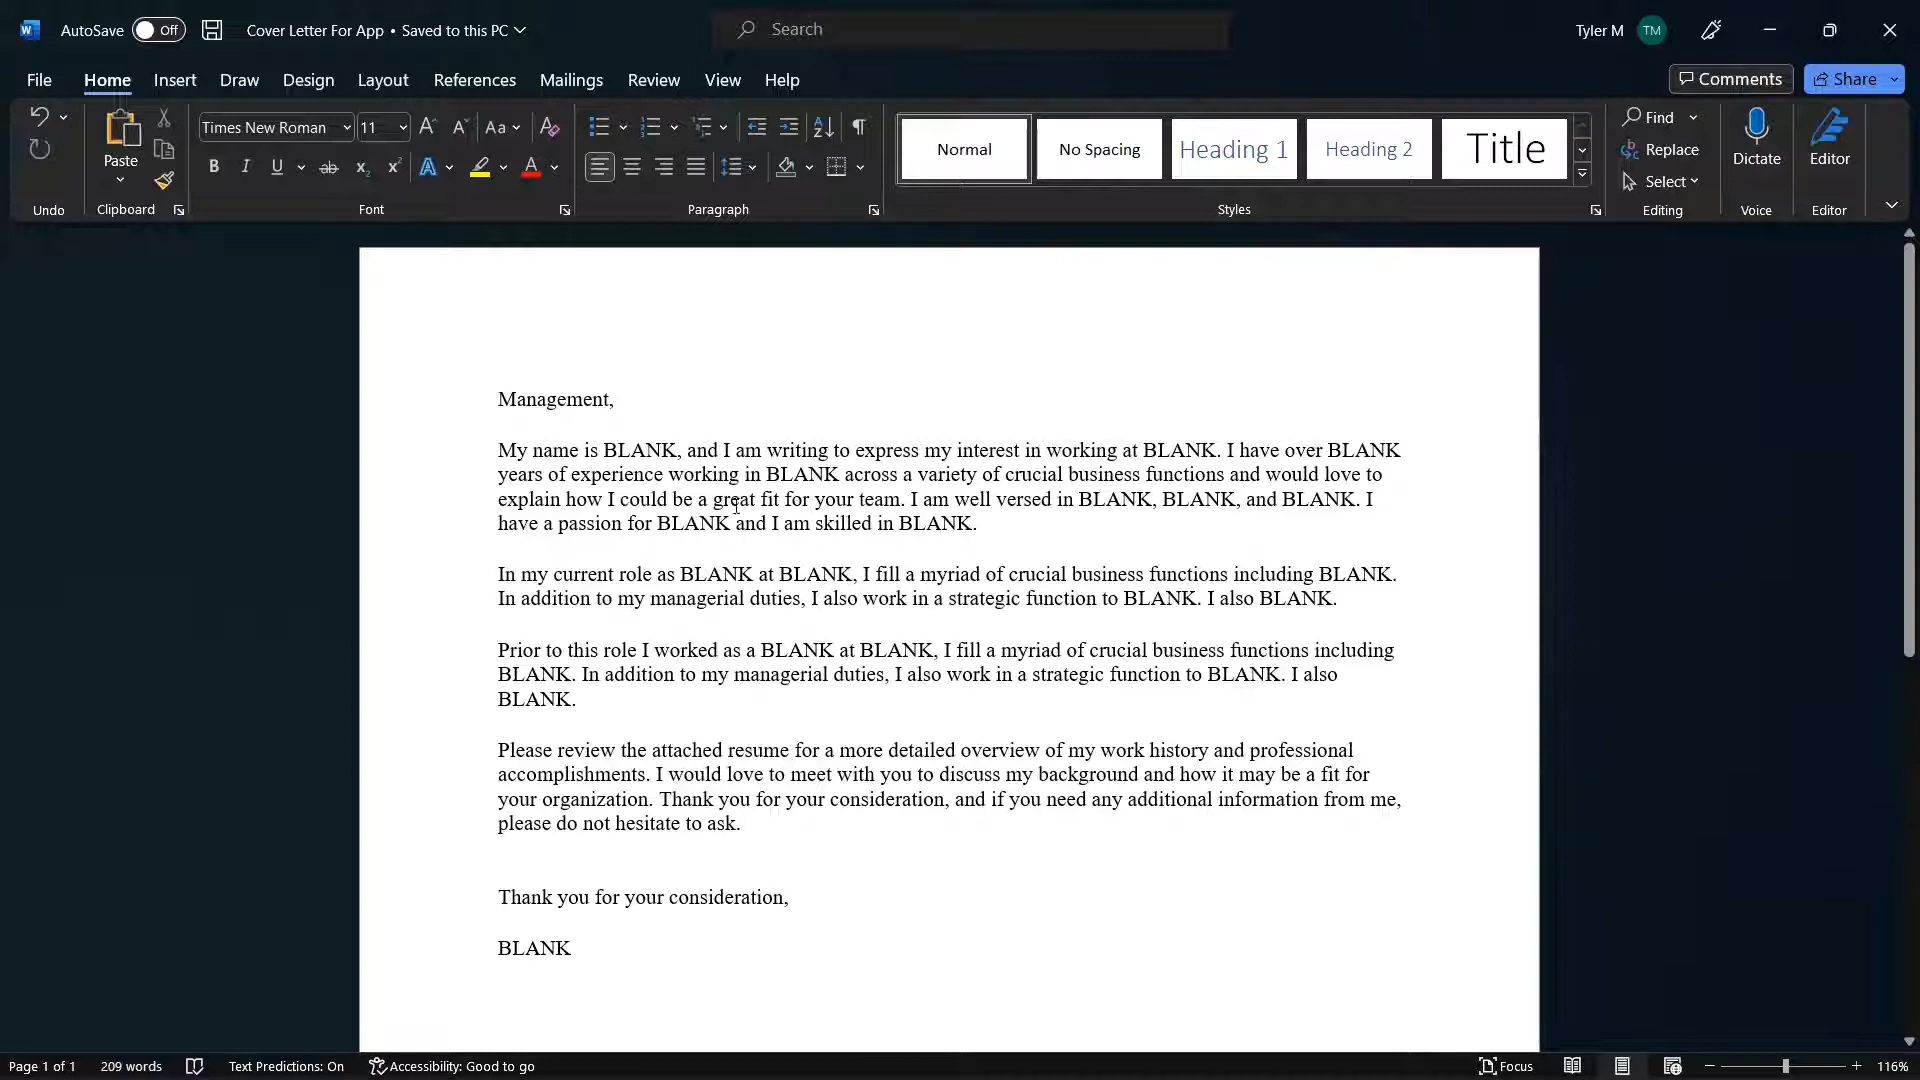 AutoSave Off Cover Letter For App • Saved to this PC Search Tyler M TM
File Home Insert Draw Design Layout References Mailings Review View Help Comments Share
Times New Roman 11 Aa
Paste
B I U ab x₂ x² A A
Normal No Spacing Heading 1 Heading 2 Title
Find
Replace
Select
Dictate Editor
Undo Clipboard Font Paragraph Styles Editing Voice Editor
Management,
My name is BLANK, and I am writing to express my interest in working at BLANK. I have over BLANK
years of experience working in BLANK across a variety of crucial business functions and would love to
explain how I could be a great fit for your team. I am well versed in BLANK, BLANK, and BLANK. I
have a passion for BLANK and I am skilled in BLANK.
In my current role as BLANK at BLANK, I fill a myriad of crucial business functions including BLANK.
In addition to my managerial duties, I also work in a strategic function to BLANK. I also BLANK.
Prior to this role I worked as a BLANK at BLANK, I fill a myriad of crucial business functions including
BLANK. In addition to my managerial duties, I also work in a strategic function to BLANK. I also
BLANK.
Please review the attached resume for a more detailed overview of my work history and professional
accomplishments. I would love to meet with you to discuss my background and how it may be a fit for
your organization. Thank you for your consideration, and if you need any additional information from me,
please do not hesitate to ask.
Thank you for your consideration,
BLANK
Page 1 of 1 209 words Text Predictions: On Accessibility: Good to go Focus 116%